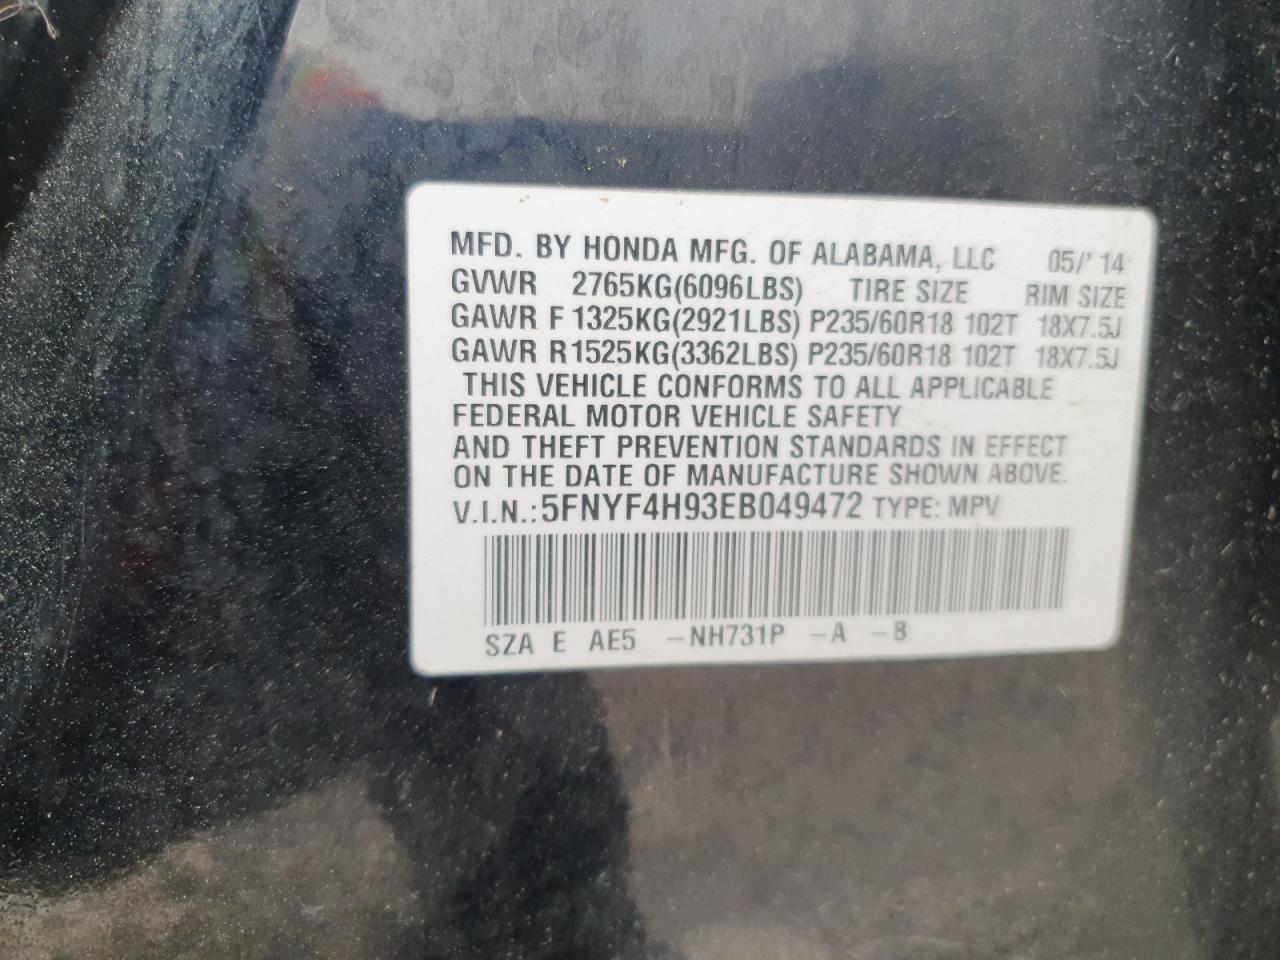 MFD. BY HONDA MFG. OF ALABAMA, LLC 05/'14
GVWR 2765KG(6096LBS) TIRE SIZE RIM SIZE
GAWR F 1325KG(2921LBS) P235/60R18 102T 18X7.5J
GAWR R1525KG(3362LBS) P235/60R18 102T 18X7.5J
THIS VEHICLE CONFORMS TO ALL APPLICABLE
FEDERAL MOTOR VEHICLE SAFETY
AND THEFT PREVENTION STANDARDS IN EFFECT
ON THE DATE OF MANUFACTURE SHOWN ABOVE.
V.I.N.:5FNYF4H93EB049472 TYPE: MPV
SZA E AE5 -NH731P -A -B